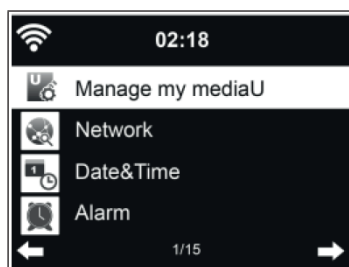 02:18
Manage my mediaU
Network
Date&Time
Alarm
1/15